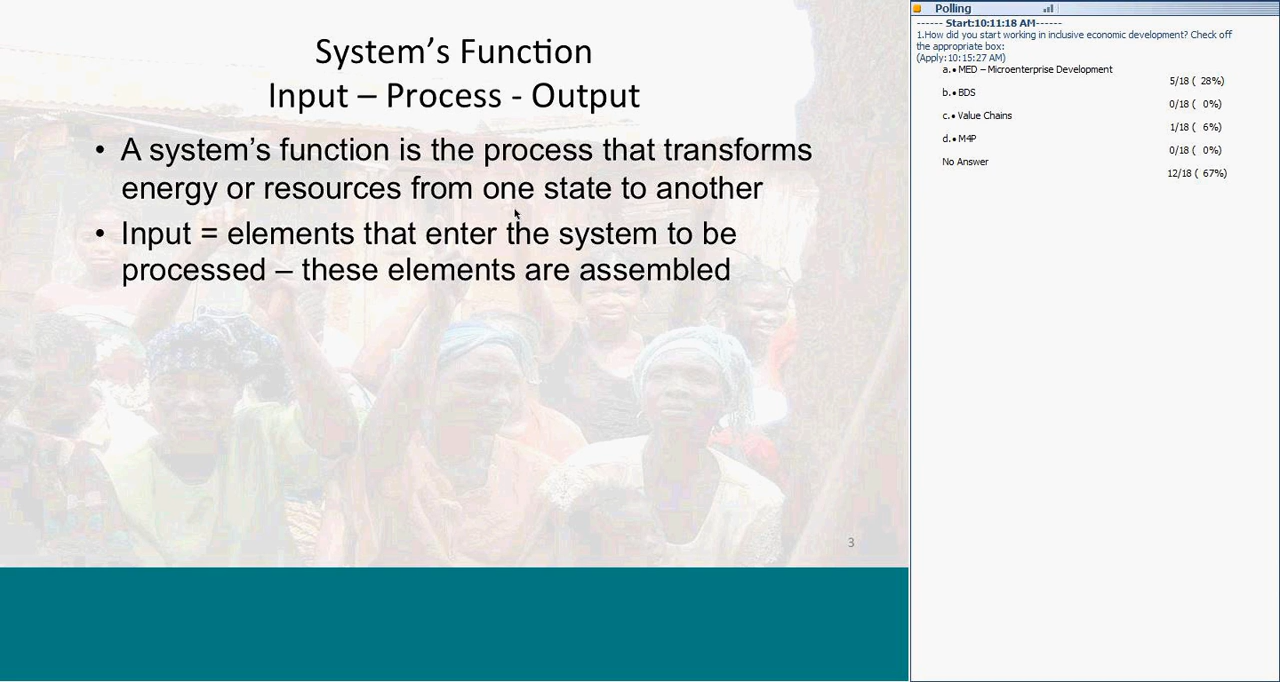 System's Function
Input – Process - Output
• A system's function is the process that transforms
energy or resources from one state to another
• Input = elements that enter the system to be
processed – these elements are assembled
3
Polling
------ Start:10:11:18 AM------
1.How did you start working in inclusive economic development? Check off
the appropriate box:
(Apply:10:15:27 AM)
a.• MED – Microenterprise Development
5/18 ( 28%)
b.• BDS
0/18 ( 0%)
c.• Value Chains
1/18 ( 6%)
d.• M4P
0/18 ( 0%)
No Answer
12/18 ( 67%)